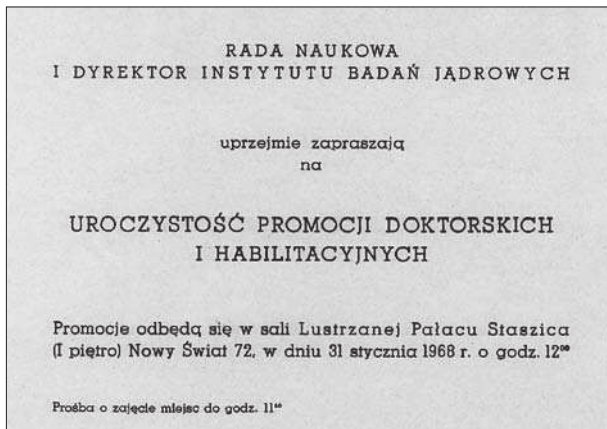 RADA NAUKOWA
I DYREKTOR INSTYTUTU BADAŃ JĄDROWYCH
uprzejmie zapraszają
na
UROCZYSTOŚĆ PROMOCJI DOKTORSKICH
I HABILITACYJNYCH
Promocje odbędą się w sali Lustrzanej Pałacu Staszica
(I piętro) Nowy Świat 72, w dniu 31 stycznia 1968 r. o godz. 12⁰⁰
Prośba o zajęcie miejsc do godz.